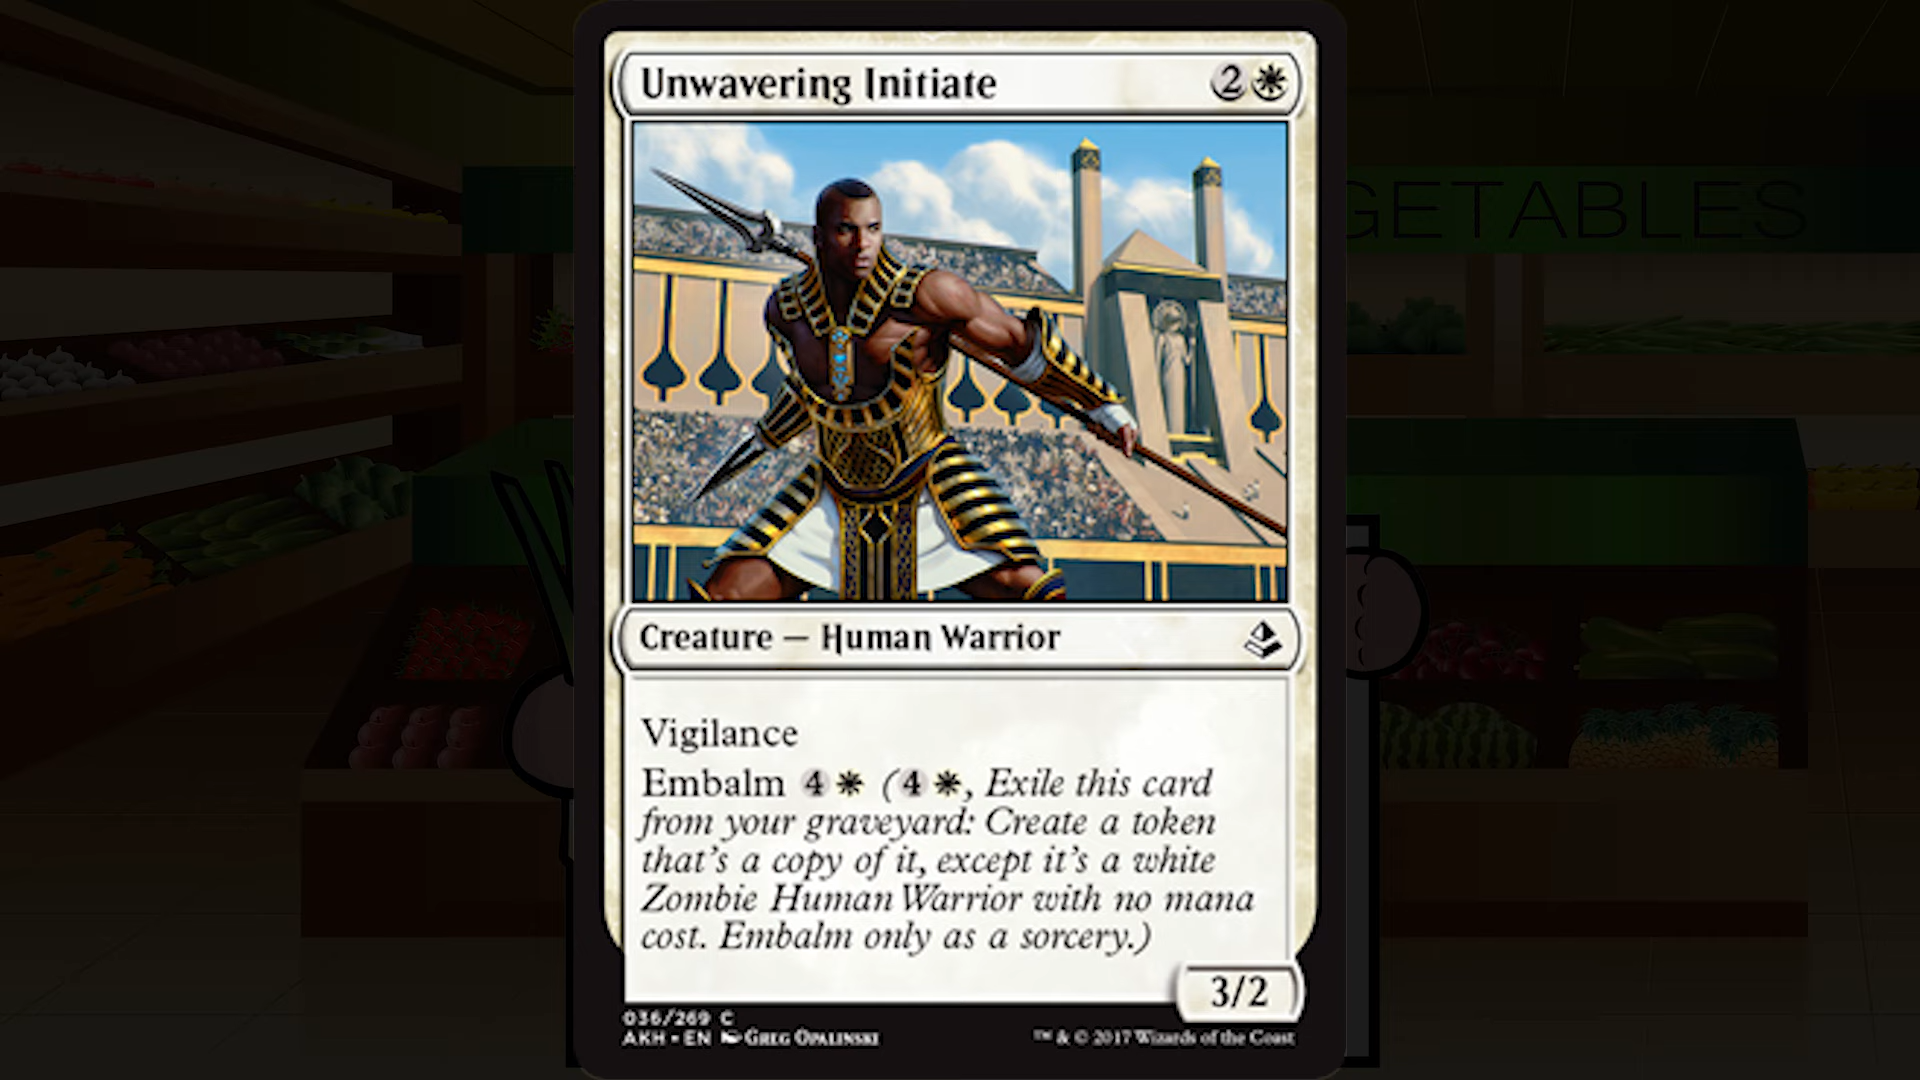 Unwavering Initiate 2
GETABLES
Creature — Human Warrior
Vigilance
Embalm 4 (4, Exile this card
from your graveyard: Create a token
that's a copy of it, except it's a white
Zombie Human Warrior with no mana
cost. Embalm only as a sorcery.)
3/2
036/269 C
AKH • EN Greg Opalinski
™ & © 2017 Wizards of the Coast